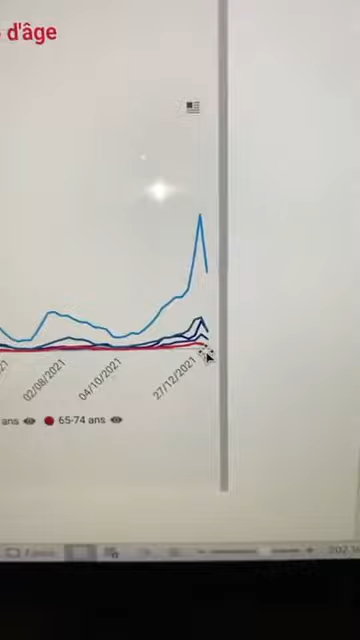 d'âge
02/08/2021
04/10/2021
27/12/2021
ans
65-74 ans